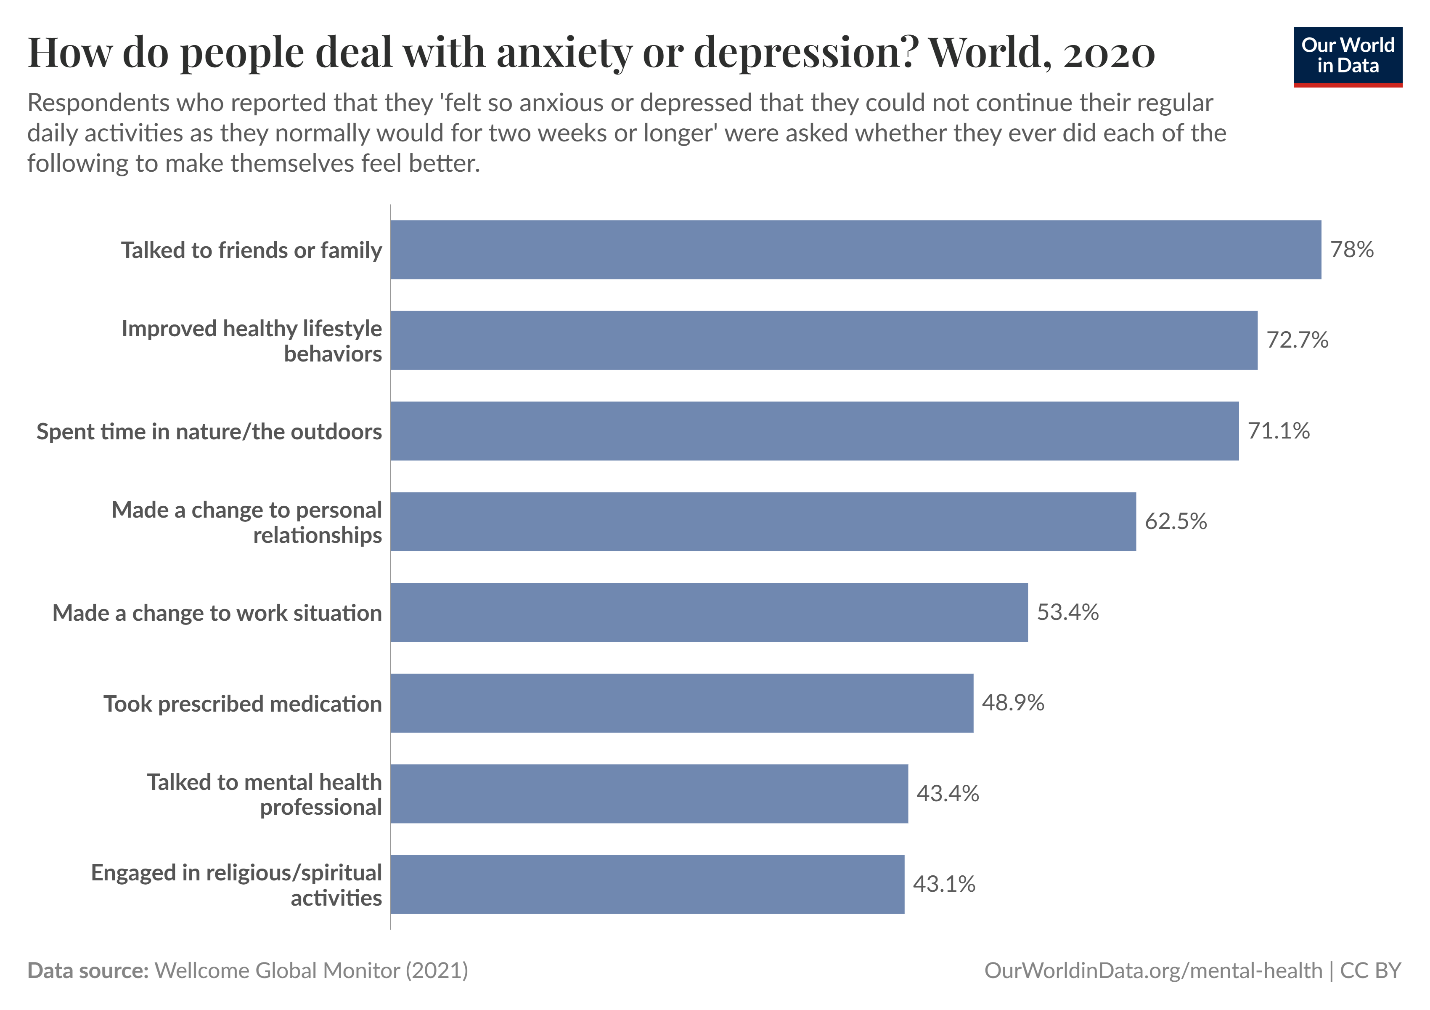 How do people deal with anxiety or depression? World, 2020
Our World
in Data
Respondents who reported that they 'felt so anxious or depressed that they could not continue their regular
daily activities as they normally would for two weeks or longer' were asked whether they ever did each of the
following to make themselves feel better.
Talked to friends or family
78%
Improved healthy lifestyle
behaviors
72.7%
Spent time in nature/the outdoors
71.1%
Made a change to personal
relationships
62.5%
Made a change to work situation
53.4%
Took prescribed medication
48.9%
Talked to mental health
professional
43.4%
Engaged in religious/spiritual
activities
43.1%
Data source: Wellcome Global Monitor (2021)
OurWorldinData.org/mental-health | CC BY